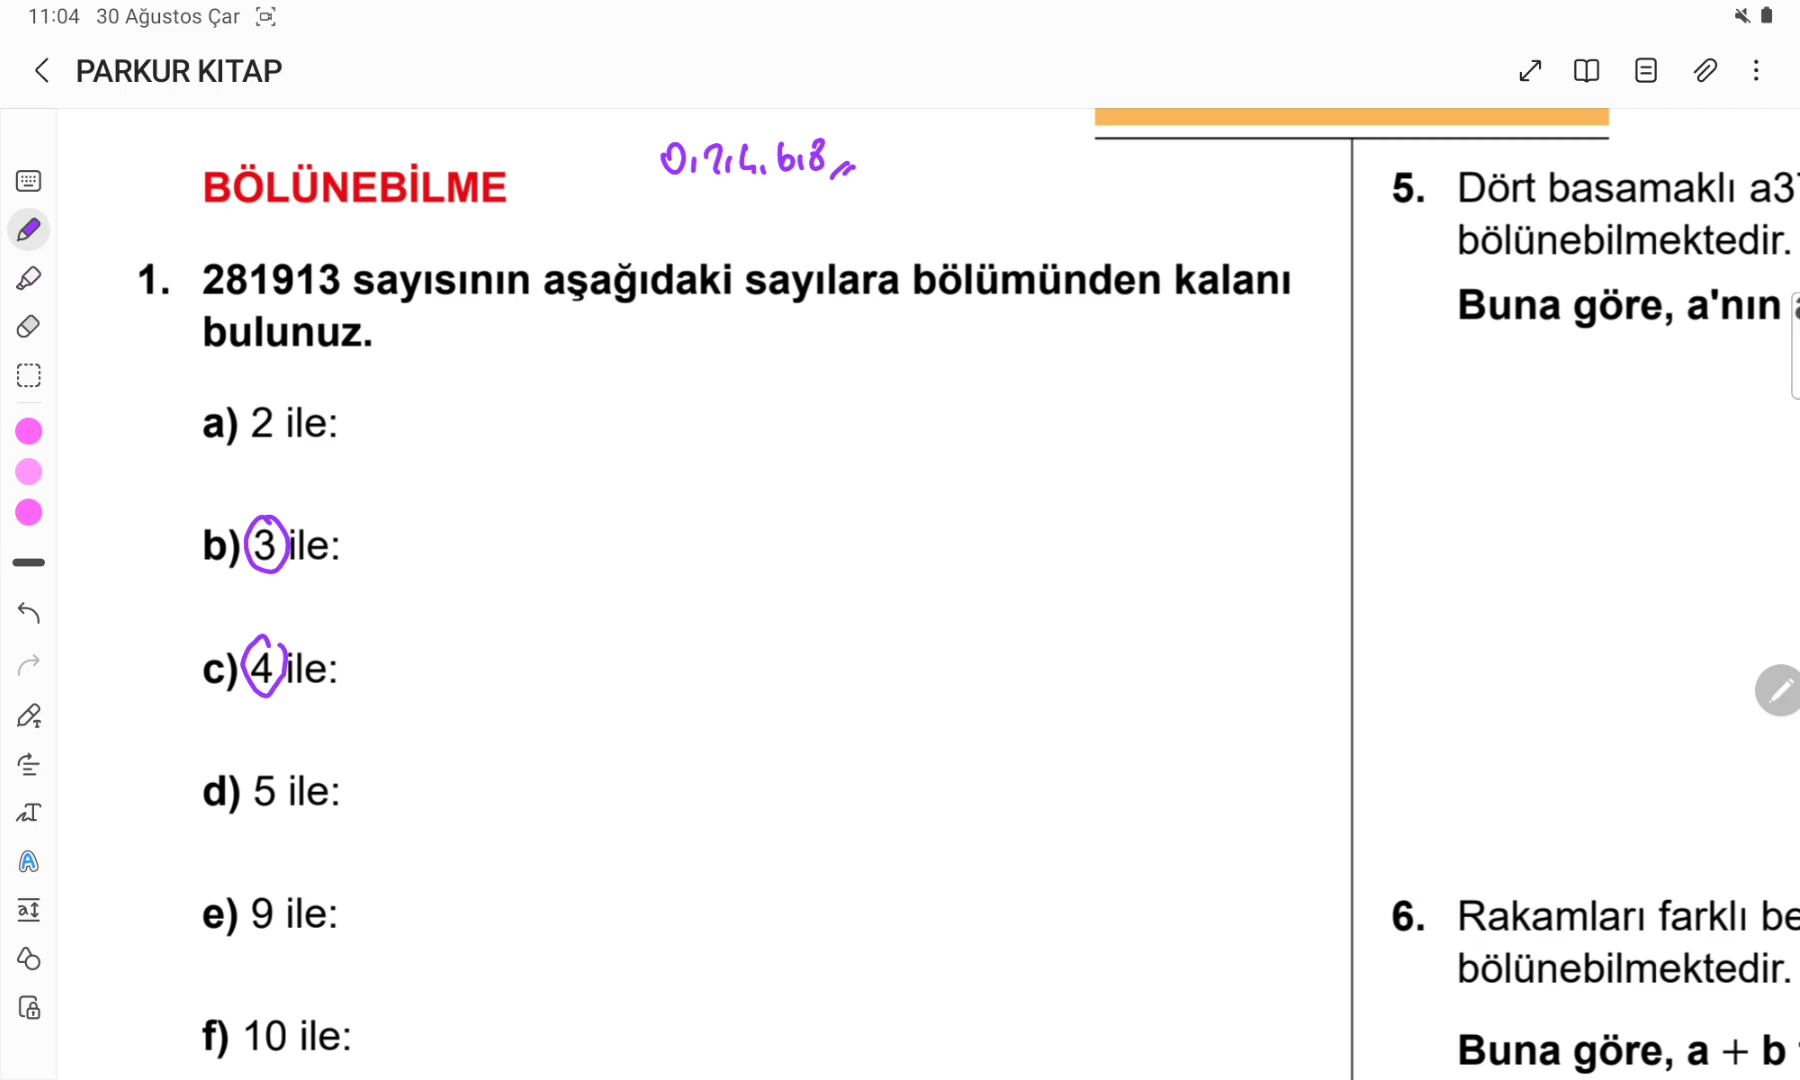 11:04 30 Ağustos Çar
PARKUR KITAP
0,2,4,6,8
BÖLÜNEBİLME
1. 281913 sayısının aşağıdaki sayılara bölümünden kalanı
bulunuz.
a) 2 ile:
b) 3 ile:
c) 4 ile:
d) 5 ile:
e) 9 ile:
f) 10 ile:
5. Dört basamaklı a3
bölünebilmektedir.
Buna göre, a'nın
6. Rakamları farklı be
bölünebilmektedir.
Buna göre, a + b